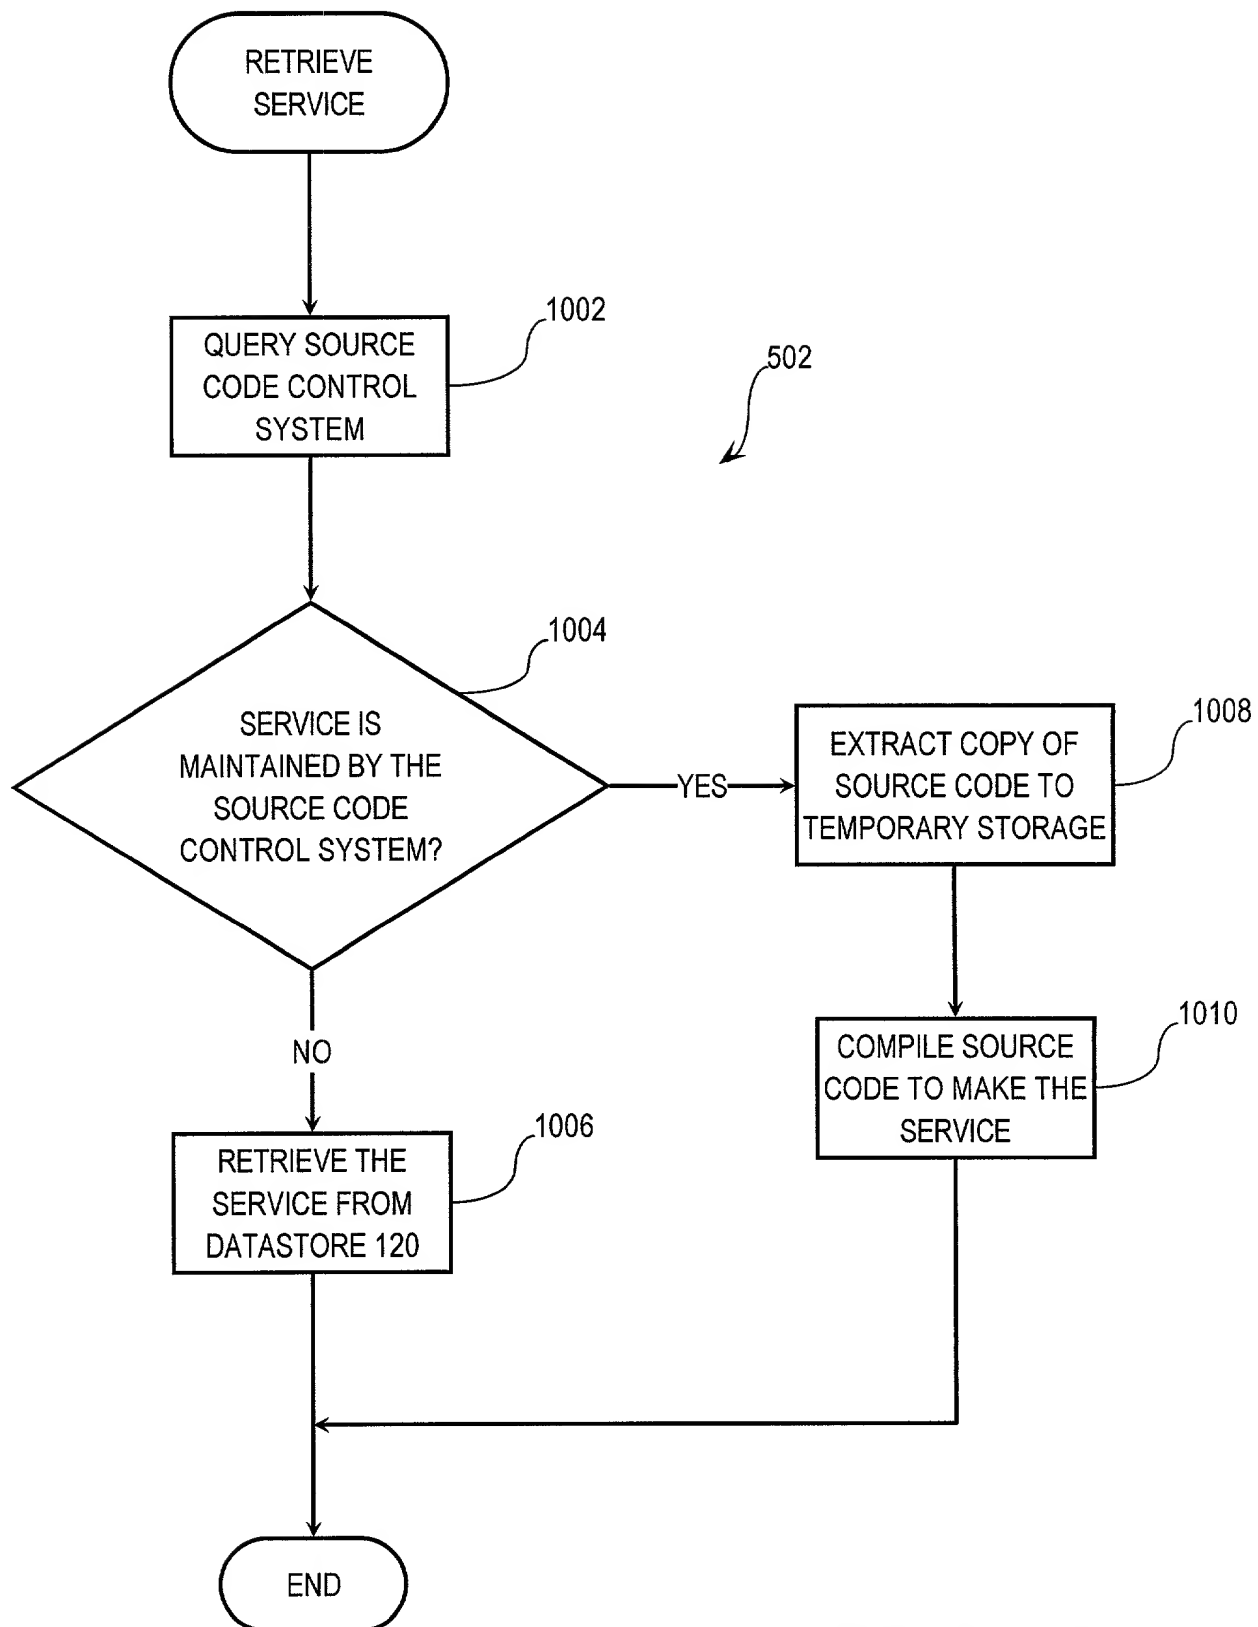 RETRIEVE
SERVICE
1002
QUERY SOURCE
CODE CONTROL
SYSTEM
502
1004
SERVICE IS
MAINTAINED BY THE
SOURCE CODE
CONTROL SYSTEM?
YES
1008
EXTRACT COPY OF
SOURCE CODE TO
TEMPORARY STORAGE
1010
COMPILE SOURCE
CODE TO MAKE THE
SERVICE
NO
1006
RETRIEVE THE
SERVICE FROM
DATASTORE 120
END